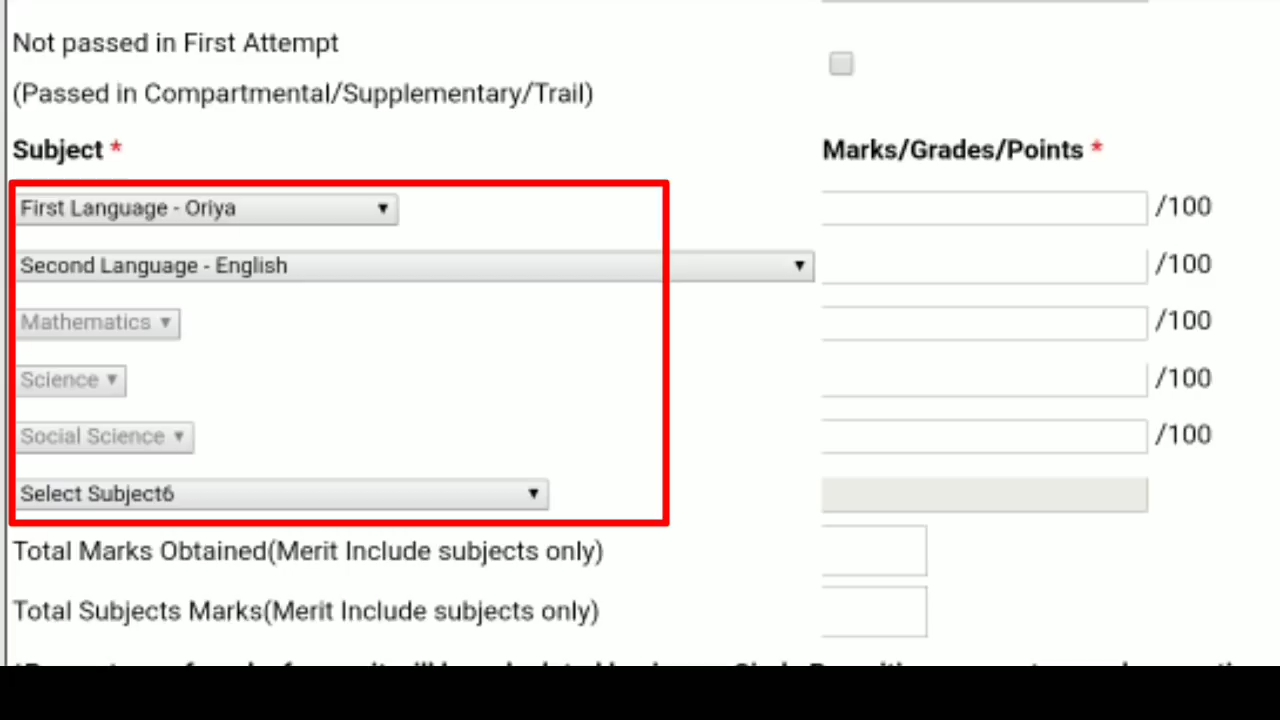 Not passed in First Attempt
(Passed in Compartmental/Supplementary/Trail)
Subject * Marks/Grades/Points *
First Language - Oriya ▼ /100
Second Language - English ▼ /100
Mathematics ▼ /100
Science ▼ /100
Social Science ▼ /100
Select Subject6 ▼
Total Marks Obtained(Merit Include subjects only)
Total Subjects Marks(Merit Include subjects only)